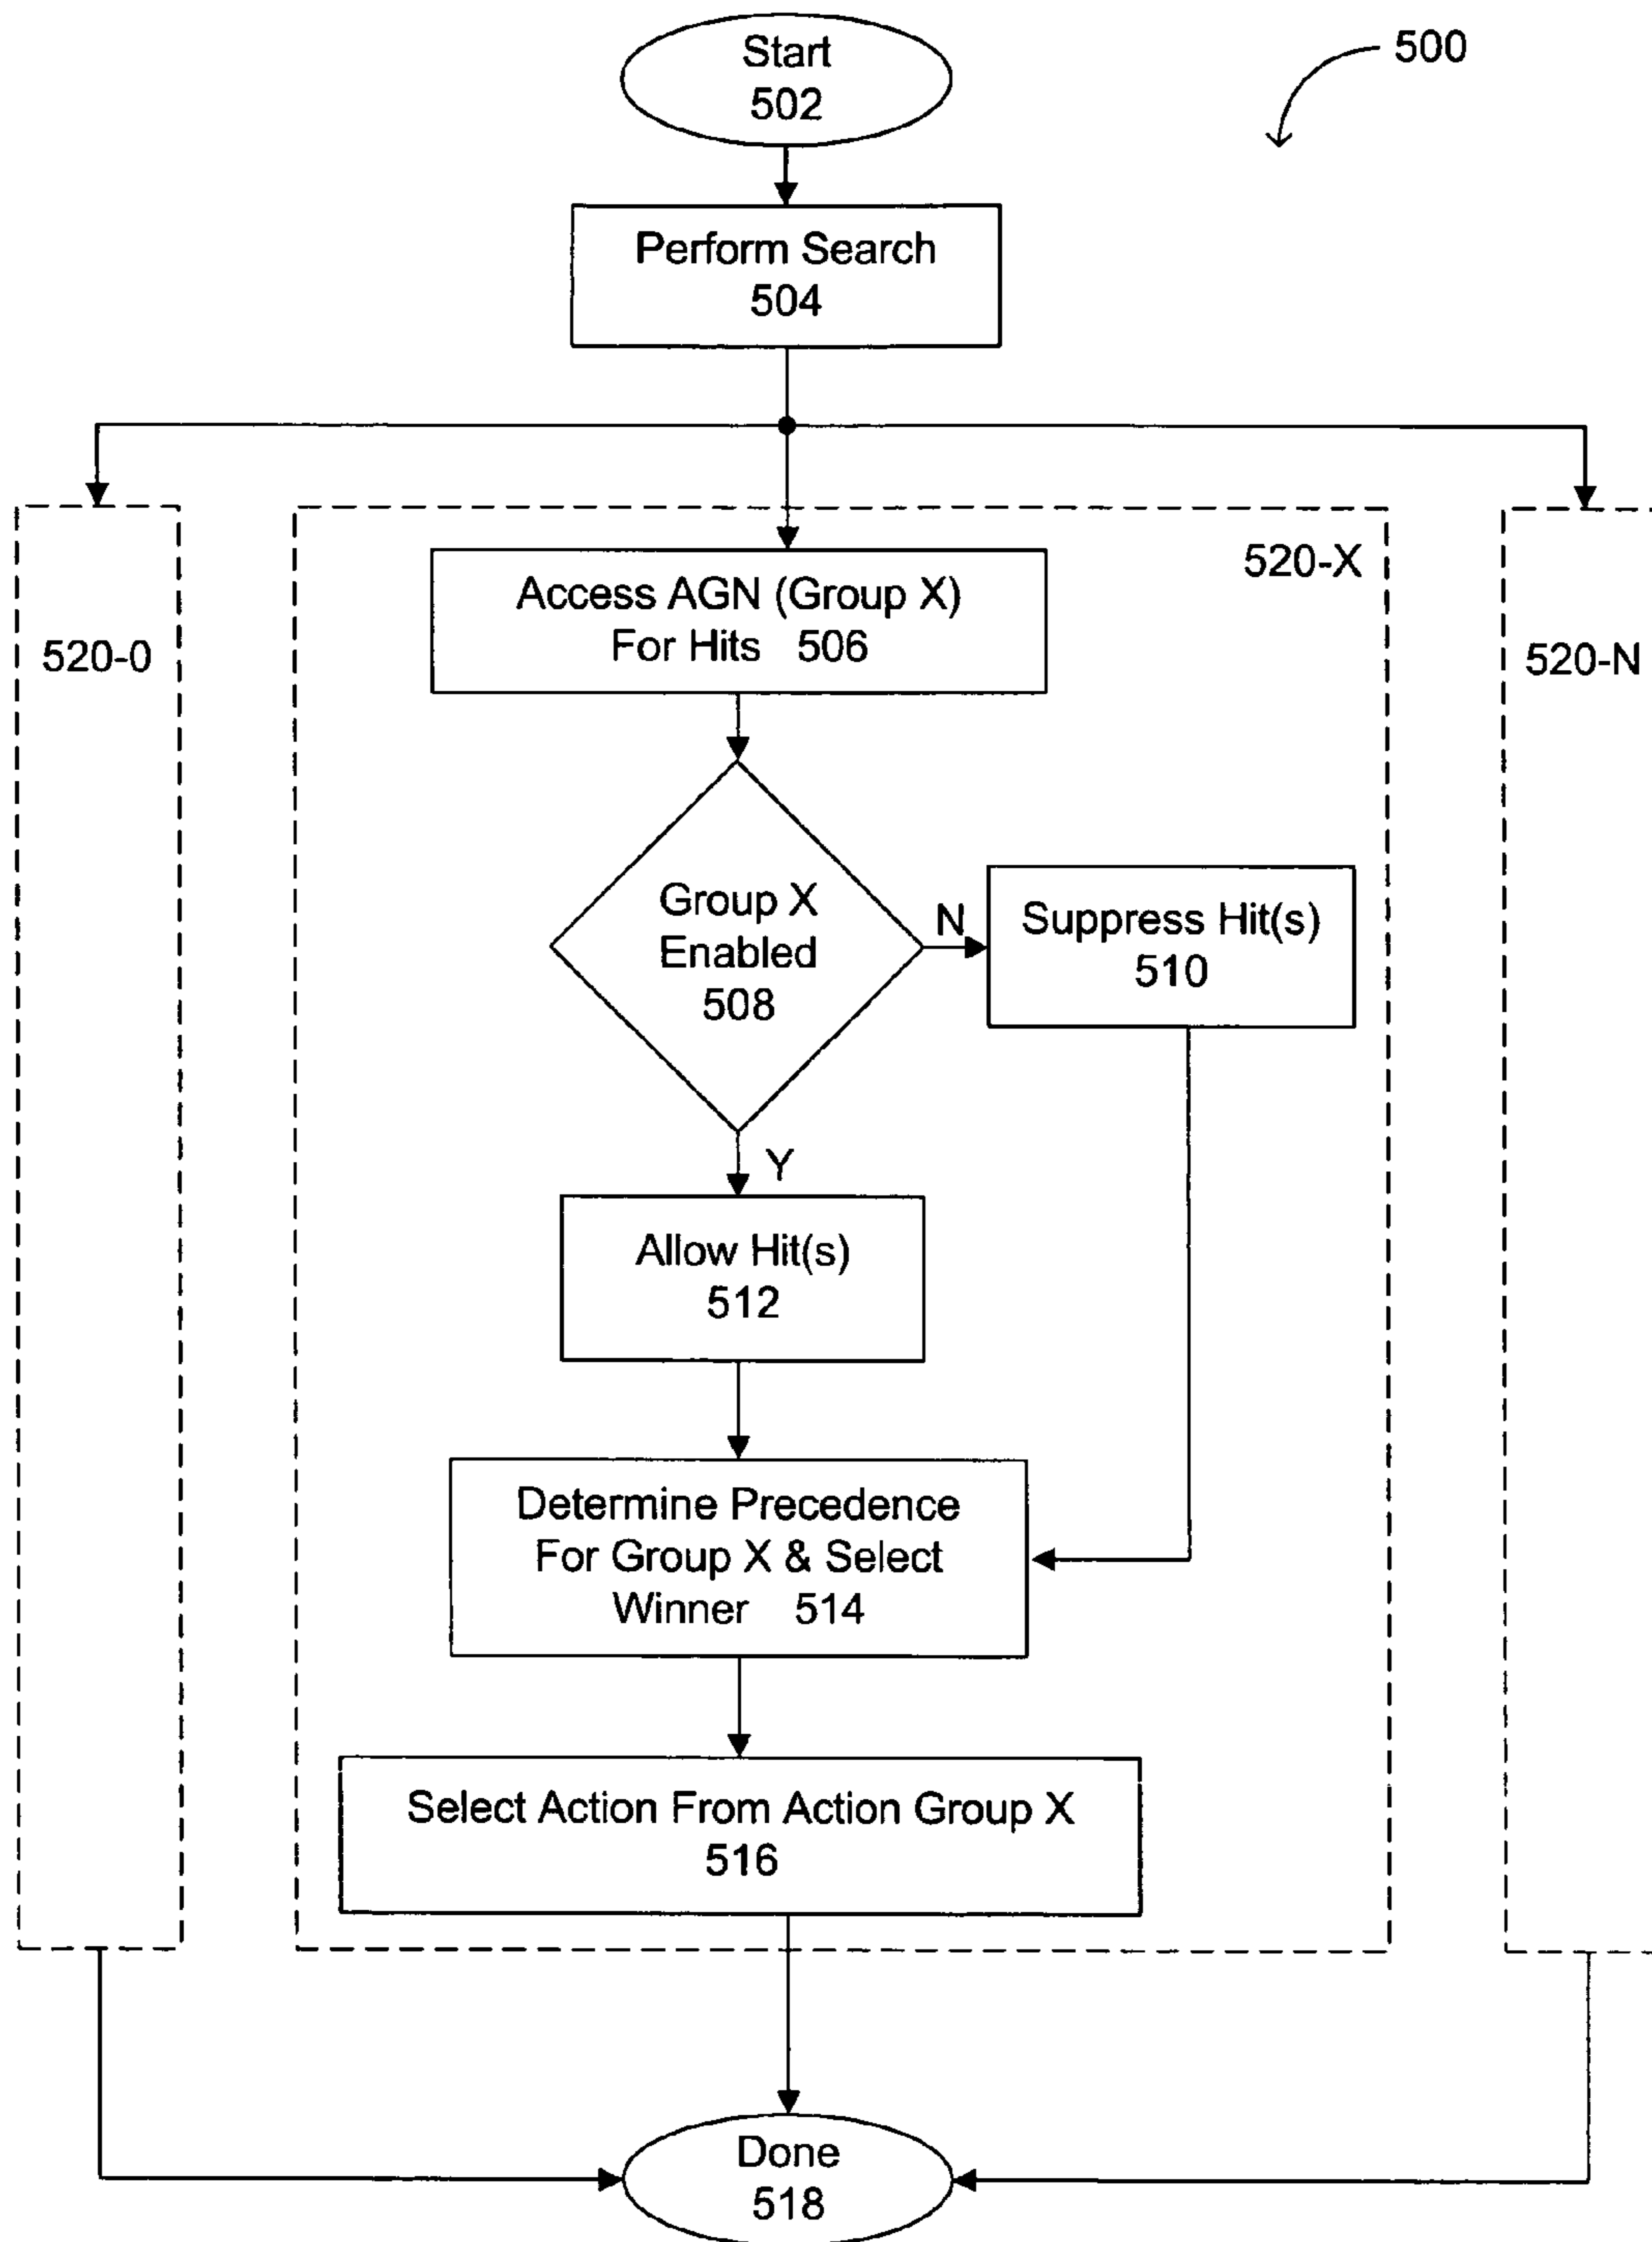 Start
502
500
Perform Search
504
520-0
520-X
520-N
Access AGN (Group X)
For Hits 506
Group X
Enabled
508
N
Suppress Hit(s)
510
Y
Allow Hit(s)
512
Determine Precedence
For Group X & Select
Winner 514
Select Action From Action Group X
516
Done
518